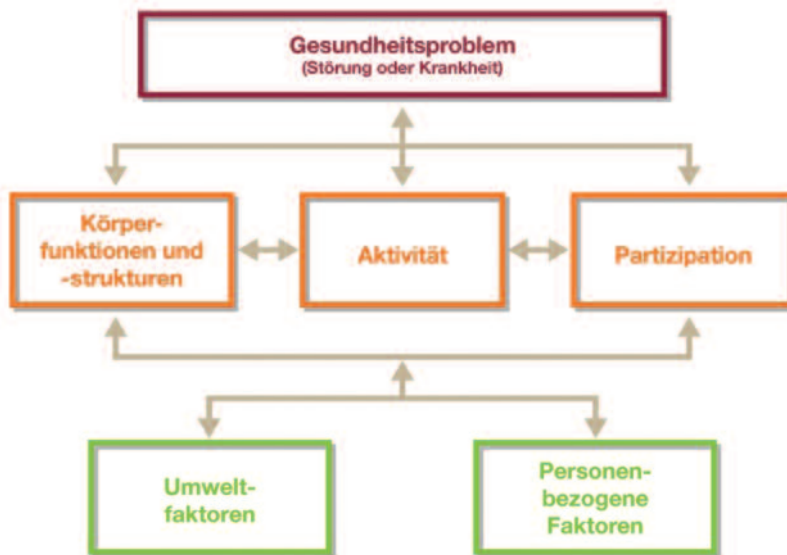 Gesundheitsproblem
(Störung oder Krankheit)
Körper-
funktionen und
-strukturen
Aktivität
Partizipation
Umwelt-
faktoren
Personen-
bezogene
Faktoren